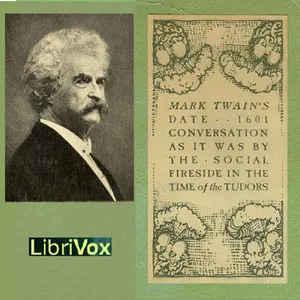 MARK TWAIN'S
DATE · 1601
CONVERSATION
AS IT WAS BY
THE · SOCIAL
FIRESIDE IN THE
TIME of the TUDORS
LibriVox